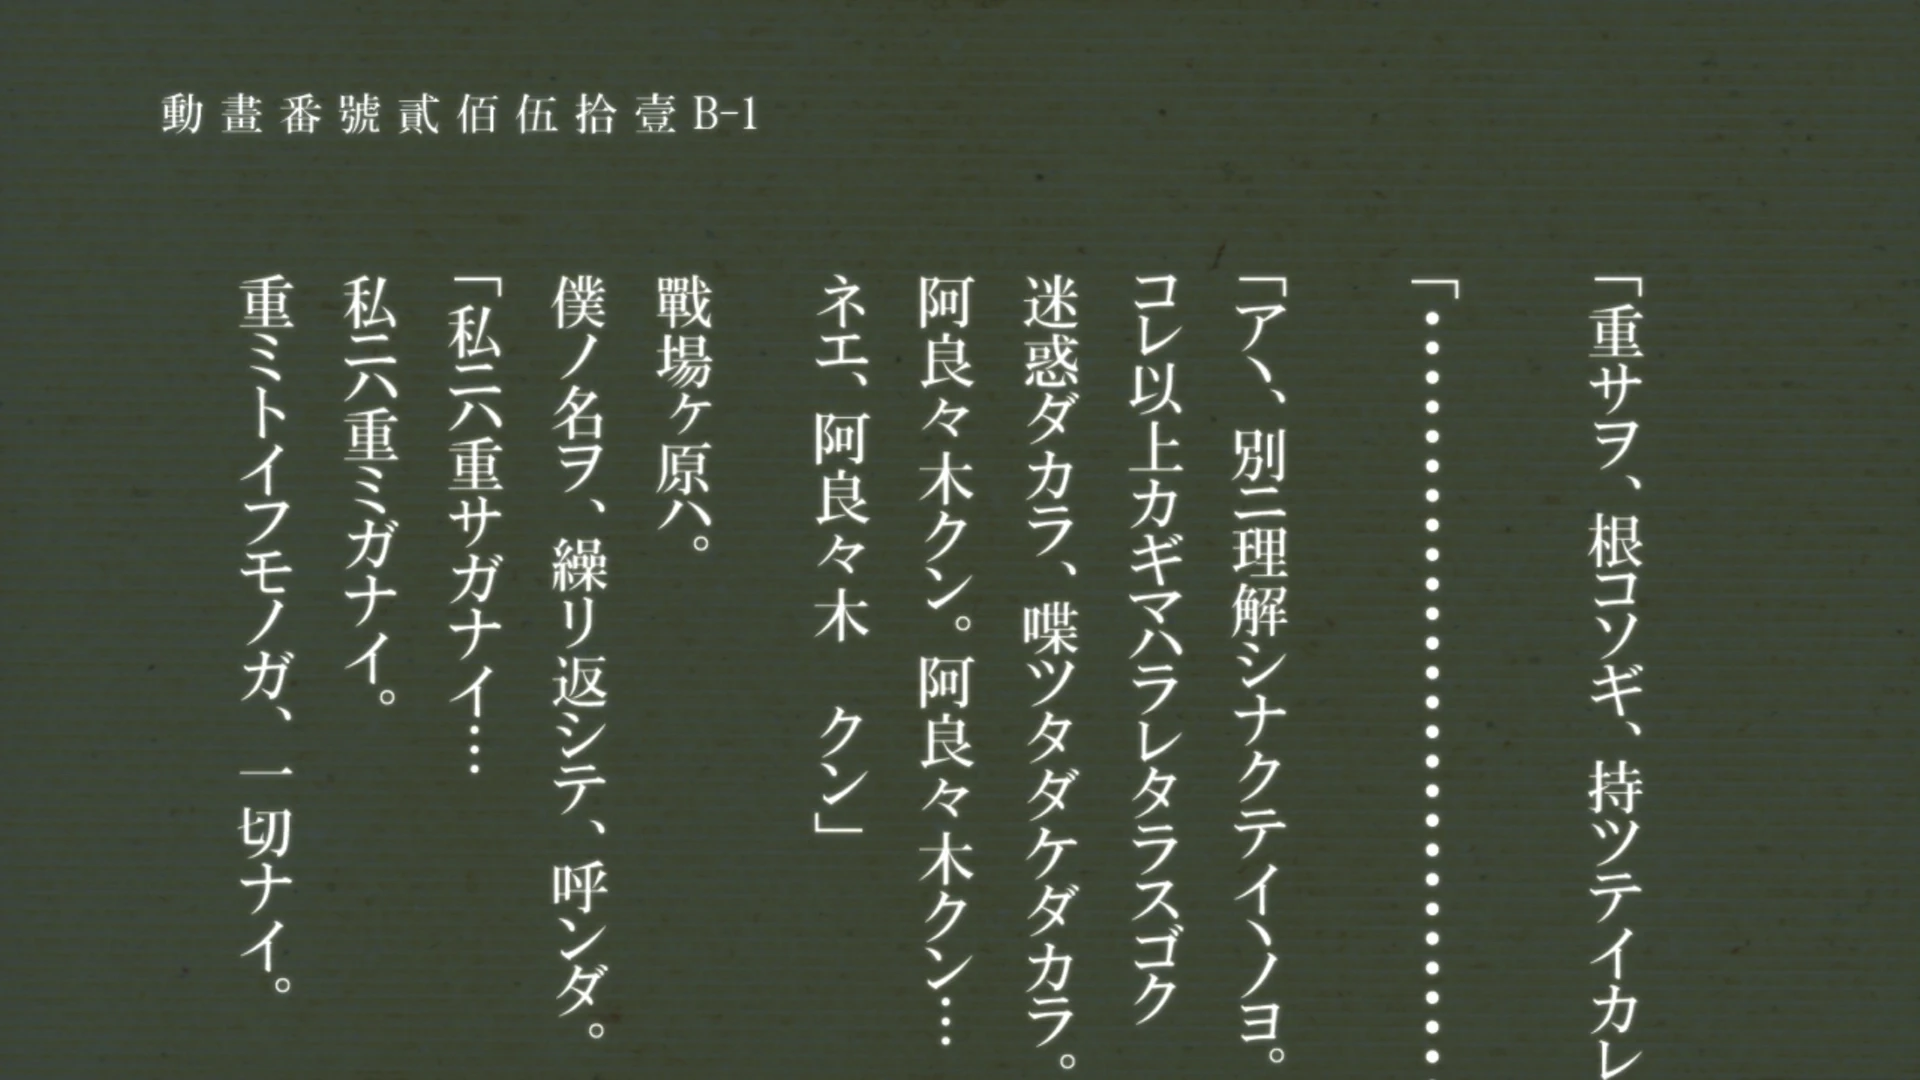 動畫番號貳佰伍拾壹B-1
「重サヲ、根コソギ、持ツテイカレ
「…………………………
「アヽ、別ニ理解シナクテイヽノヨ。
コレ以上カギマハラレタラスゴク
迷惑ダカラ、喋ツタダケダカラ。
阿良々木クン。阿良々木クン…
ネエ、阿良々木　クン」
戰場ヶ原ハ。
僕ノ名ヲ、繰リ返シテ、呼ンダ。
「私ニハ重サガナイ…
私ニハ重ミガナイ。
重ミトイフモノガ、一切ナイ。